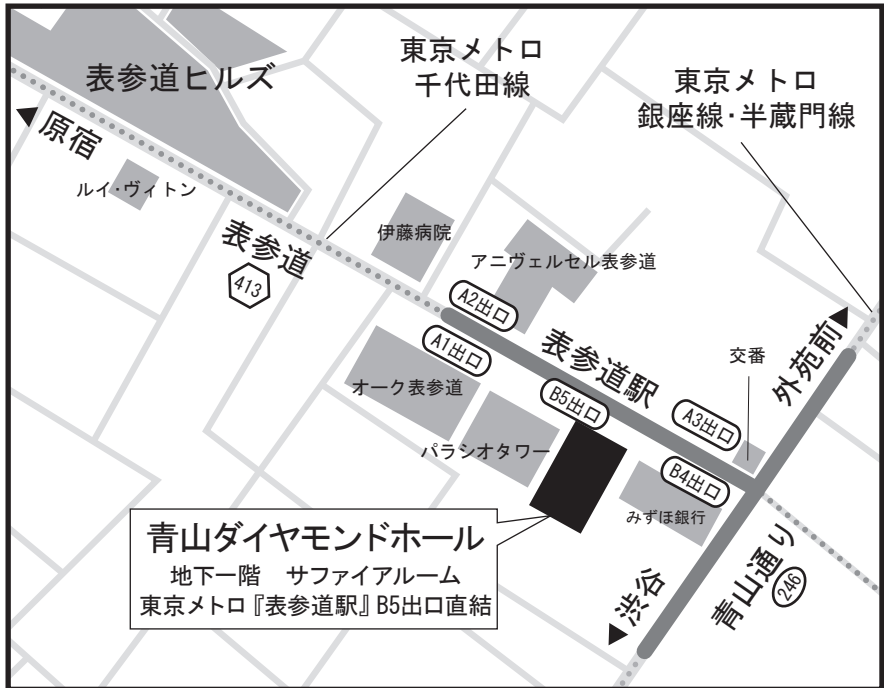 表参道ヒルズ
東京メトロ
千代田線
東京メトロ
銀座線・半蔵門線
原宿
ルイ・ヴィトン
表参道
413
伊藤病院
アニヴェルセル表参道
A2出口
A1出口
表参道駅
外苑前
交番
オーク表参道
B5出口
A3出口
パラシオタワー
B4出口
みずほ銀行
青山ダイヤモンドホール
地下一階　サファイアルーム
東京メトロ『表参道駅』B5出口直結
渋谷
青山通り
246